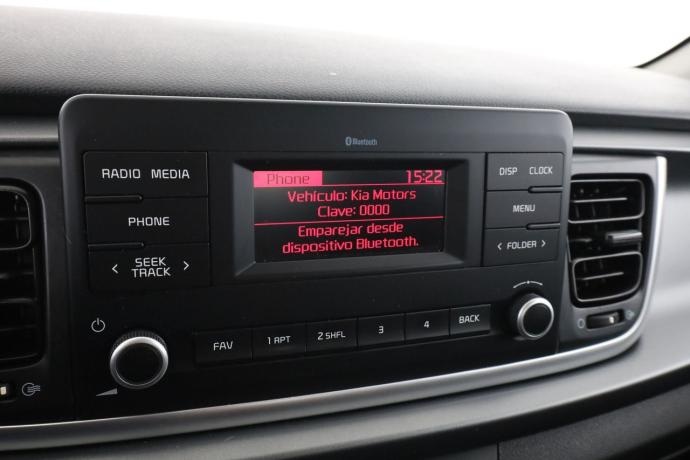 Bluetooth
RADIO MEDIA
PHONE
< SEEK TRACK >
Phone 15:22
Vehículo: Kia Motors
Clave: 0000
Emparejar desde
dispositivo Bluetooth.
DISP CLOCK
MENU
< FOLDER >
FAV
1 APT
2 SHFL
3
4
BACK